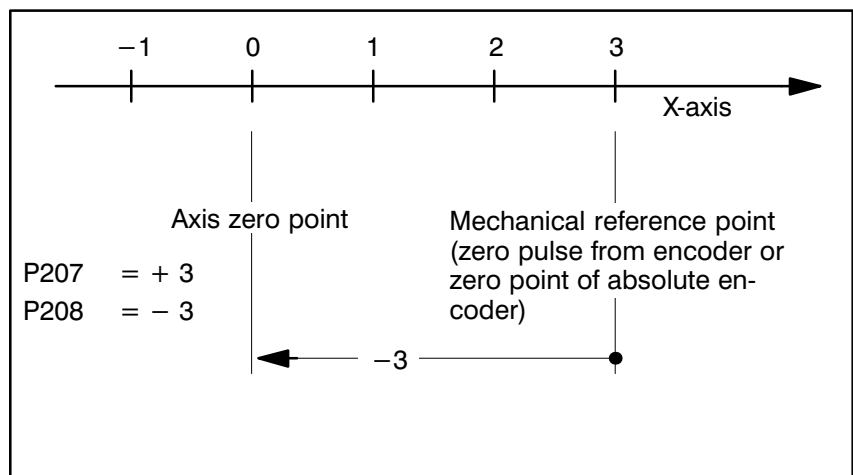 −1 0 1 2 3
X-axis
Axis zero point
Mechanical reference point
(zero pulse from encoder or
zero point of absolute en-
coder)
P207 = + 3
P208 = − 3
−3